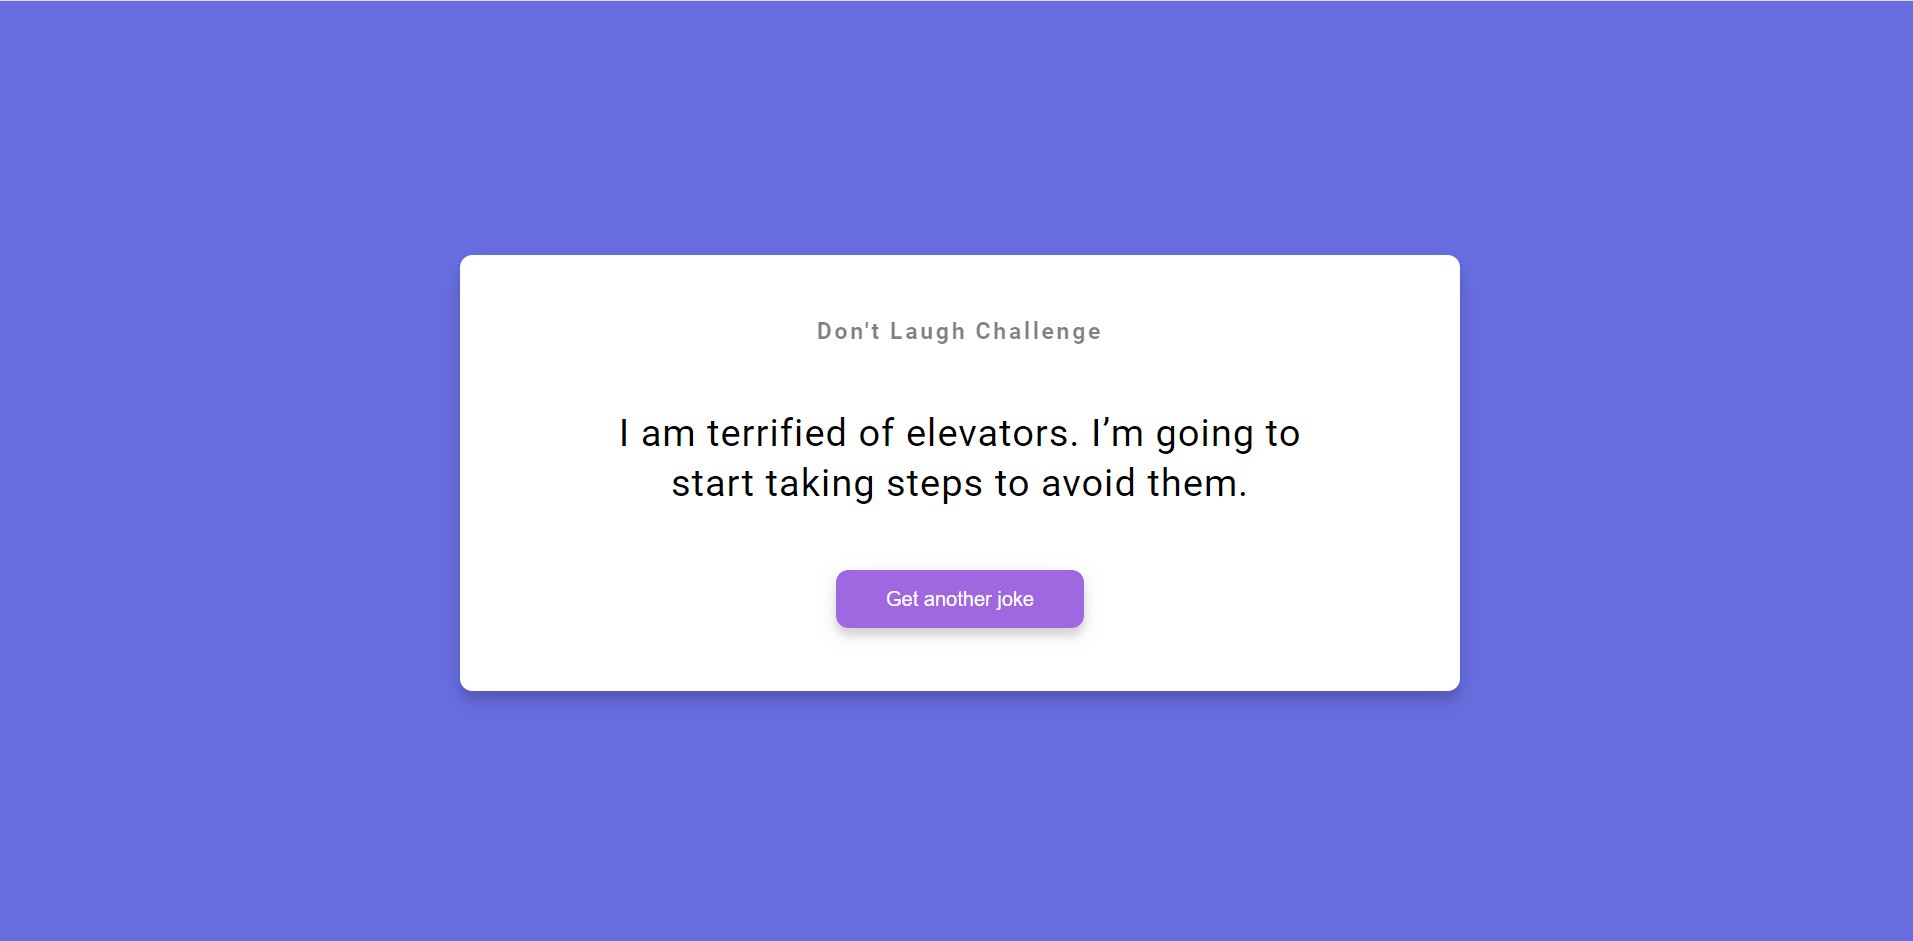 Don't Laugh Challenge
I am terrified of elevators. I’m going to
start taking steps to avoid them.
Get another joke